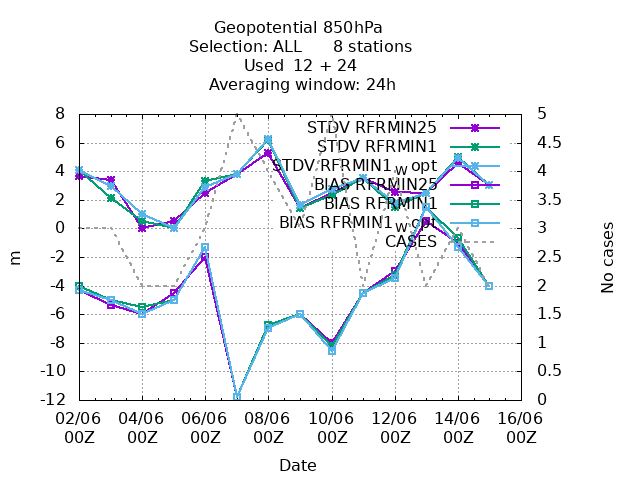 Geopotential 850hPa
Selection: ALL      8 stations
Used  12 + 24
Averaging window: 24h
STDV RFRMIN25
STDV RFRMIN1
STDV RFRMIN1_w_opt
BIAS RFRMIN25
BIAS RFRMIN1
BIAS RFRMIN1_w_opt
CASES
8
6
4
2
0
-2
-4
-6
-8
-10
-12
m
5
4.5
4
3.5
3
2.5
2
1.5
1
0.5
0
No cases
02/06 04/06 06/06 08/06 10/06 12/06 14/06 16/06
00Z 00Z 00Z 00Z 00Z 00Z 00Z 00Z
Date